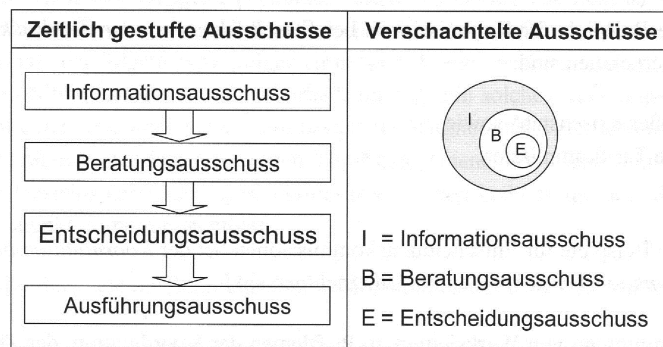 Zeitlich gestufte Ausschüsse
Informationsausschuss
Beratungsausschuss
Entscheidungsausschuss
Ausführungsausschuss
Verschachtelte Ausschüsse
I
B
E
I = Informationsausschuss
B = Beratungsausschuss
E = Entscheidungsausschuss